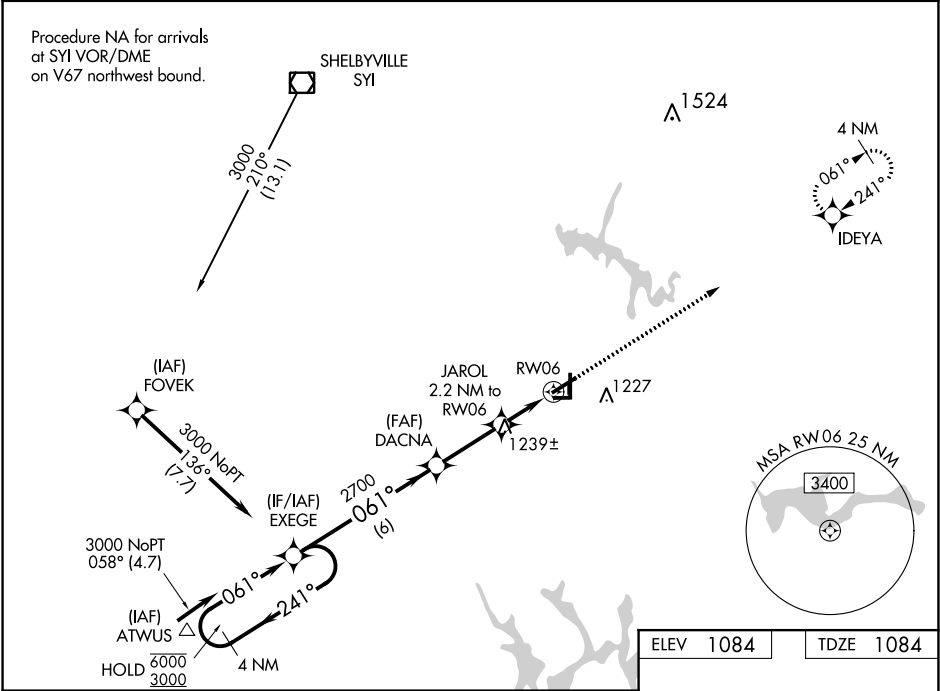 Procedure NA for arrivals
at SYI VOR/DME
on V67 northwest bound.
SHELBYVILLE
SYI
1524
3000
210°
(13.1)
4 NM
061°
241°
IDEYA
(IAF)
FOVEK
3000 NoPT
136°
(7.7)
JAROL
2.2 NM to
RW06
RW06
1227
(FAF)
DACNA
1239±
2700
061°
(6)
(IF/IAF)
EXEGE
MSA RW06 25 NM
3400
3000 NoPT
058° (4.7)
061°
241°
(IAF)
ATWUS
HOLD 6000
3000
4 NM
ELEV 1084
TDZE 1084